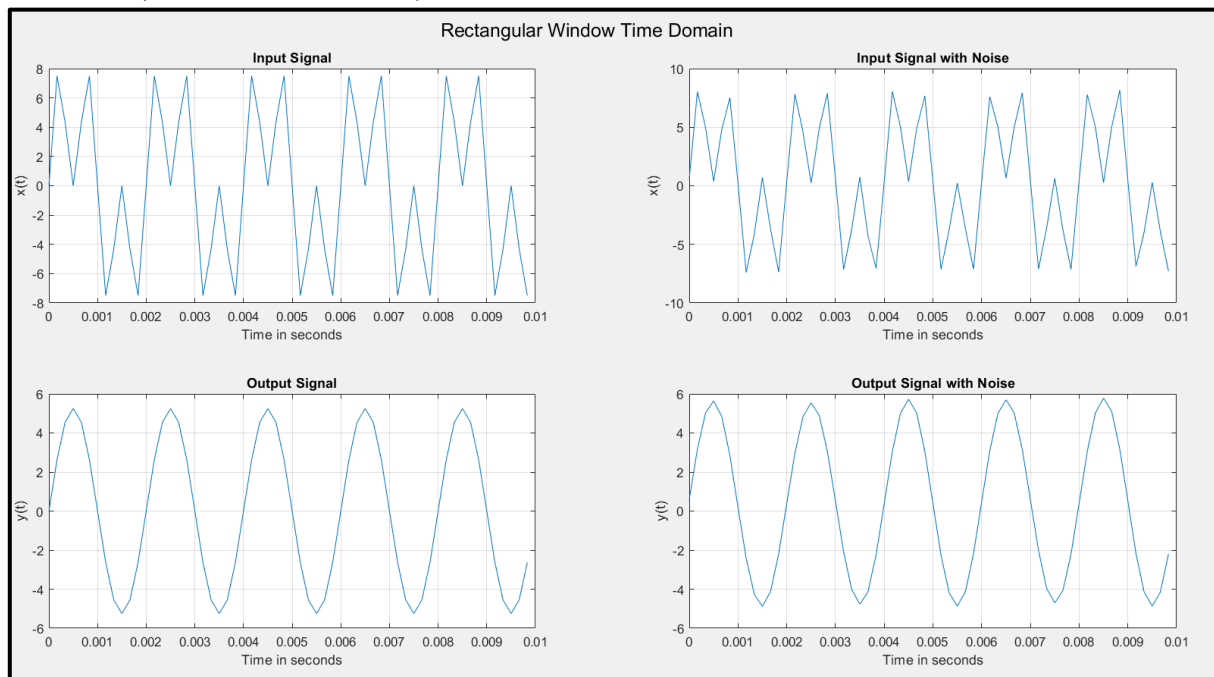 Rectangular Window Time Domain
Input Signal
8
6
4
2
0
-2
-4
-6
-8
x(t)
0 0.001 0.002 0.003 0.004 0.005 0.006 0.007 0.008 0.009 0.01
Time in seconds
Input Signal with Noise
10
5
0
-5
-10
x(t)
0 0.001 0.002 0.003 0.004 0.005 0.006 0.007 0.008 0.009 0.01
Time in seconds
Output Signal
6
4
2
0
-2
-4
-6
y(t)
0 0.001 0.002 0.003 0.004 0.005 0.006 0.007 0.008 0.009 0.01
Time in seconds
Output Signal with Noise
6
4
2
0
-2
-4
-6
y(t)
0 0.001 0.002 0.003 0.004 0.005 0.006 0.007 0.008 0.009 0.01
Time in seconds